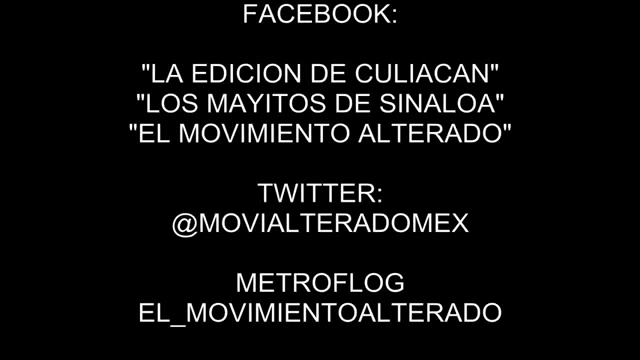 FACEBOOK:
"LA EDICION DE CULIACAN"
"LOS MAYITOS DE SINALOA"
"EL MOVIMIENTO ALTERADO"
TWITTER:
@MOVIALTERADOMEX
METROFLOG
EL_MOVIMIENTOALTERADO